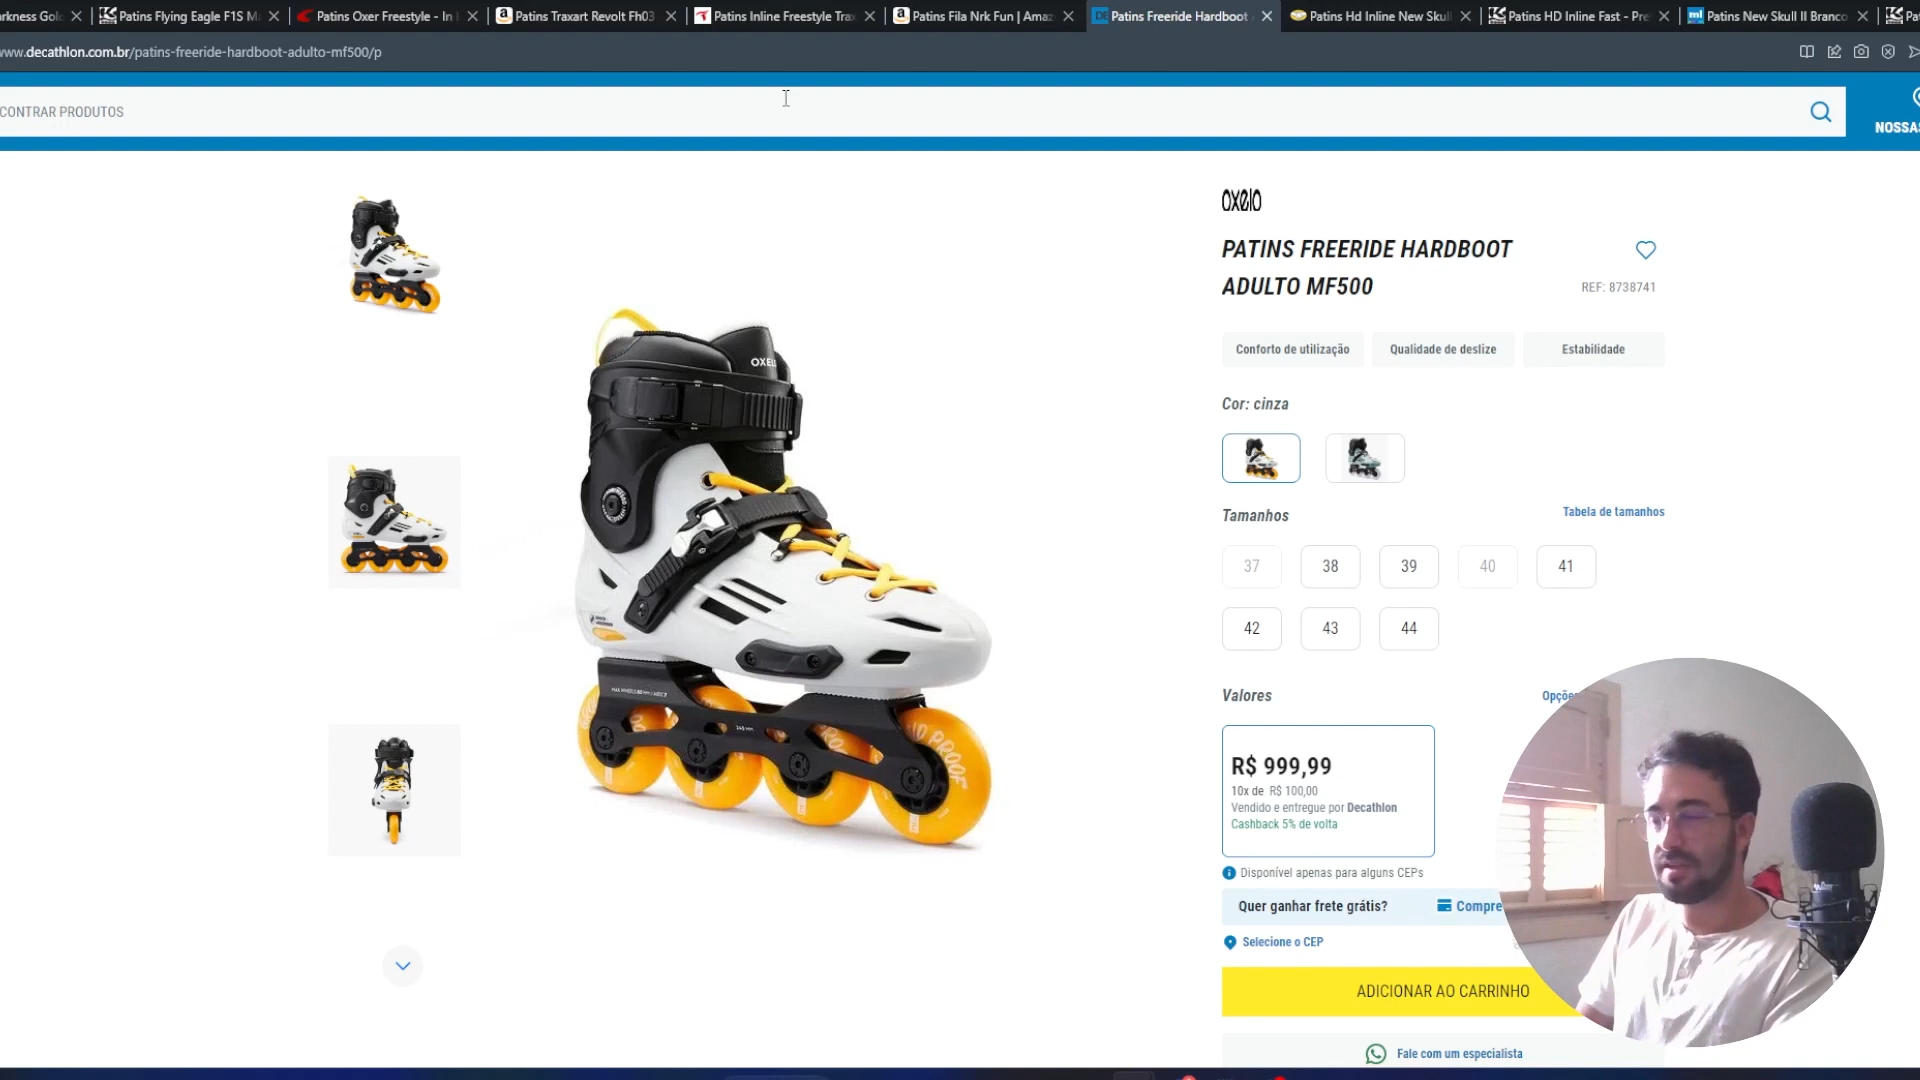 arkness Gol
Patins Flying Eagle F1S M
Patins Oxer Freestyle - In
Patins Traxart Revolt Fh03
Patins Inline Freestyle Tra
Patins Fila Nrk Fun | Ama
Patins Freeride Hardboot
Patins Hd Inline New Skul
Patins HD Inline Fast - Pre
Patins New Skull II Branco
www.decathlon.com.br/patins-freeride-hardboot-adulto-mf500/p
CONTRAR PRODUTOS
NOSSAS
OXELO
PATINS FREERIDE HARDBOOT
ADULTO MF500
REF: 8738741
Conforto de utilização
Qualidade de deslize
Estabilidade
Cor: cinza
Tamanhos
Tabela de tamanhos
37
38
39
40
41
42
43
44
Valores
Opções
R$ 999,99
10x de R$ 100,00
Vendido e entregue por Decathlon
Cashback 5% de volta
Disponível apenas para alguns CEPs
Quer ganhar frete grátis?
Compre
Selecione o CEP
ADICIONAR AO CARRINHO
Fale com um especialista